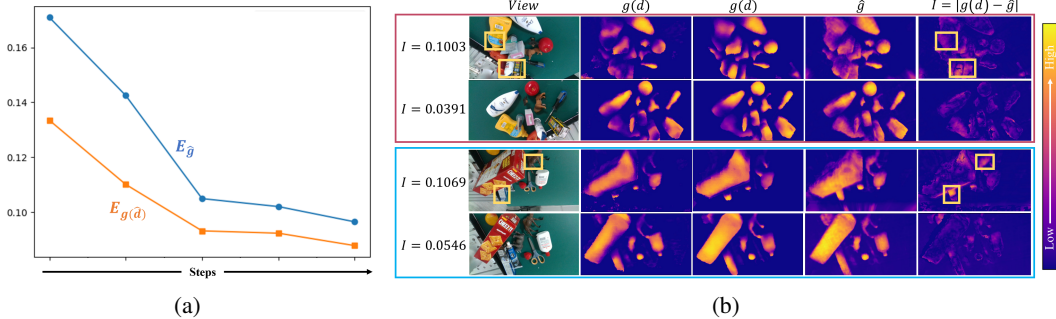 0.16
0.14
0.12
0.10
E_ĝ
E_g(d̂)
Steps
(a)
View g(d) g(d) ĝ I = |g(d) − ĝ|
I = 0.1003
I = 0.0391
I = 0.1069
I = 0.0546
High
Low
(b)